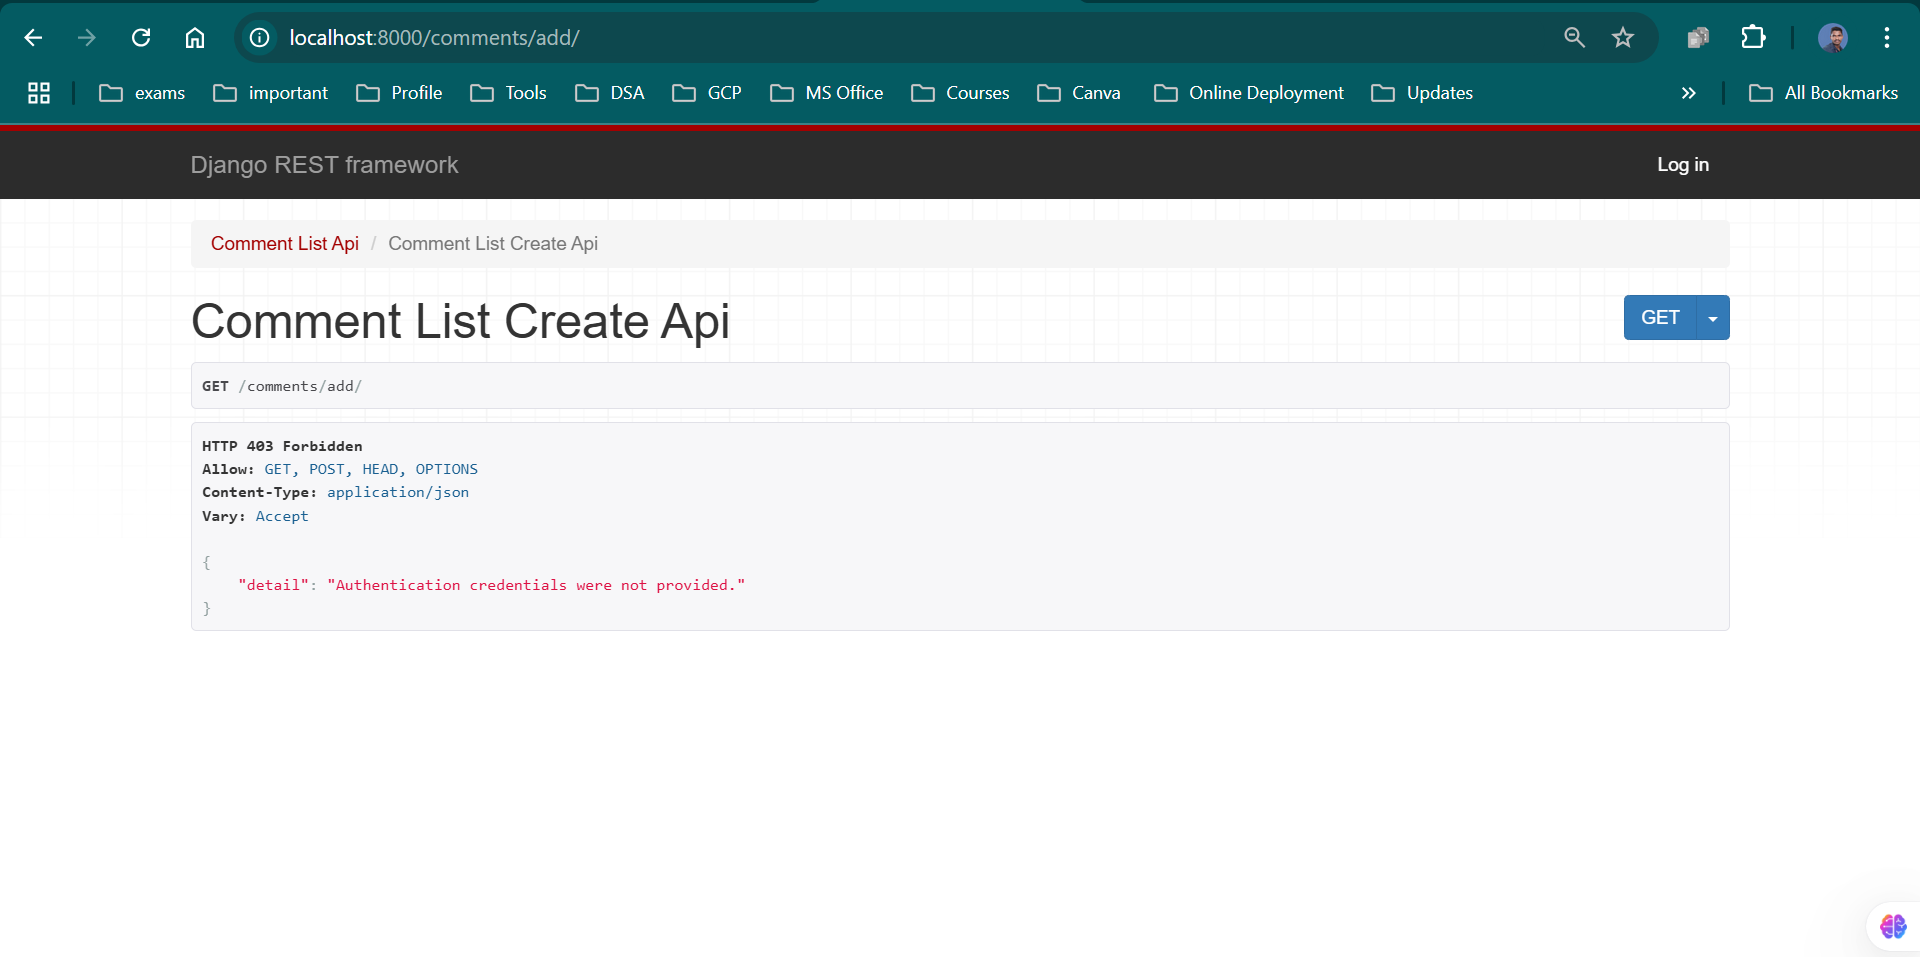 localhost:8000/comments/add/
exams important Profile Tools DSA GCP MS Office Courses Canva Online Deployment Updates » All Bookmarks
Django REST framework Log in
Comment List Api / Comment List Create Api
Comment List Create Api GET
GET /comments/add/
HTTP 403 Forbidden
Allow: GET, POST, HEAD, OPTIONS
Content-Type: application/json
Vary: Accept
{
"detail": "Authentication credentials were not provided."
}